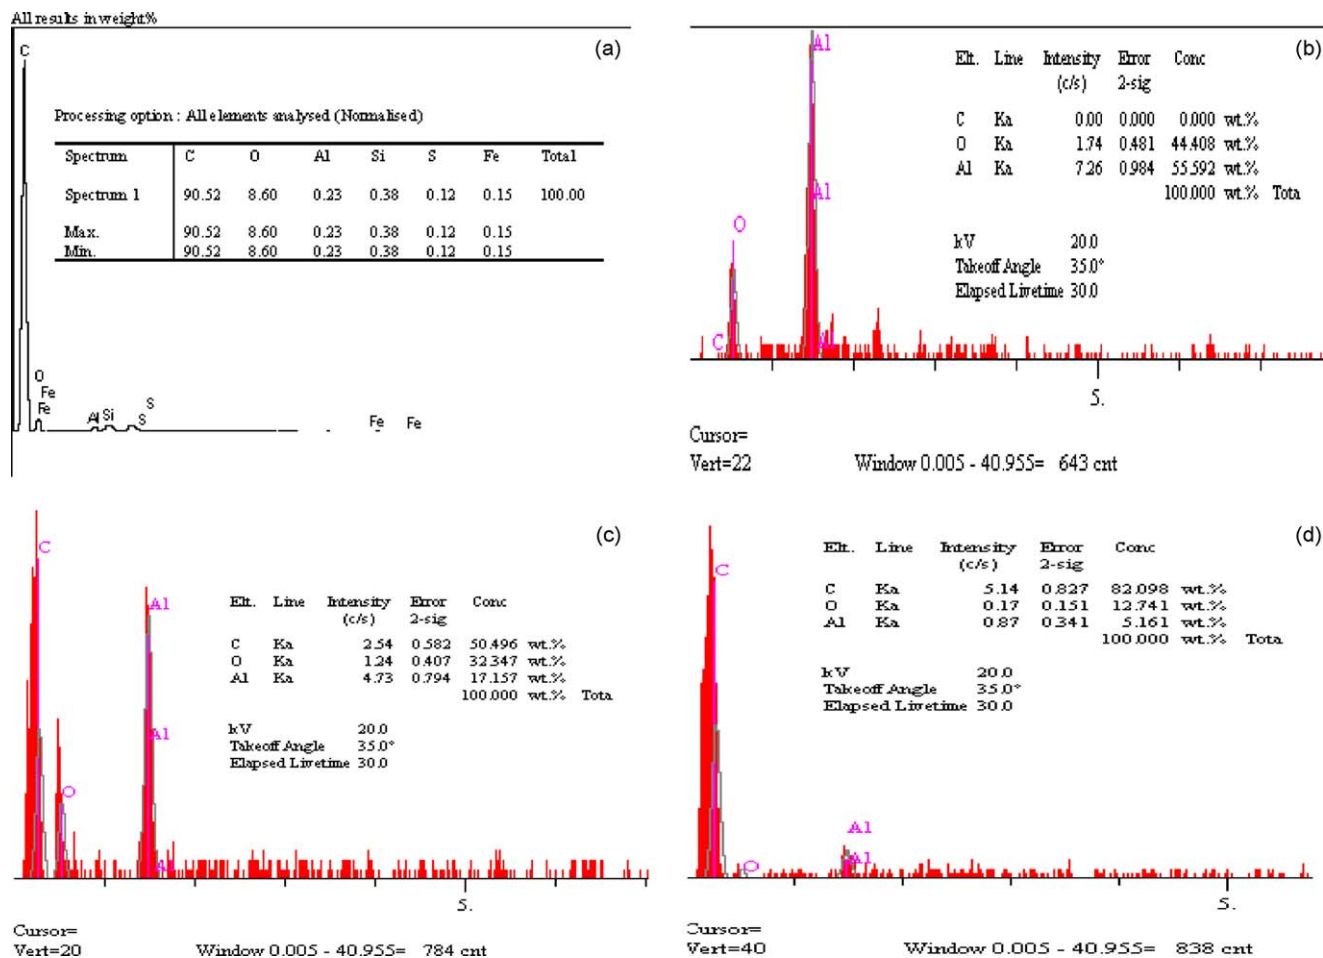 All results in weight%
(a)
C
Processing option : All elements analysed (Normalised)
Spectrum C O Al Si S Fe Total
Spectrum 1 90.52 8.60 0.23 0.38 0.12 0.15 100.00
Max. 90.52 8.60 0.23 0.38 0.12 0.15
Min. 90.52 8.60 0.23 0.38 0.12 0.15
O
Fe
Fe
Al Si S S
Fe Fe
(b)
Al
Elt. Line Intensity Error Conc
(c/s) 2-sig
C Ka 0.00 0.000 0.000 wt.%
O Ka 1.74 0.481 44.408 wt.%
Al Ka 7.26 0.984 55.592 wt.%
100.000 wt.% Tota
Al
O
kV 20.0
Takeoff Angle 35.0°
Elapsed Livetime 30.0
C
Al
5.
Cursor=
Vert=22 Window 0.005 - 40.955= 643 cnt
(c)
C
Elt. Line Intensity Error Conc
(c/s) 2-sig
C Ka 2.54 0.582 50.496 wt.%
O Ka 1.24 0.407 32.347 wt.%
Al Ka 4.73 0.794 17.157 wt.%
100.000 wt.% Tota
Al
Al
kV 20.0
Takeoff Angle 35.0°
Elapsed Livetime 30.0
O
Al
5.
Cursor=
Vert=20 Window 0.005 - 40.955= 784 cnt
(d)
C
Elt. Line Intensity Error Conc
(c/s) 2-sig
C Ka 5.14 0.827 82.098 wt.%
O Ka 0.17 0.151 12.741 wt.%
Al Ka 0.87 0.341 5.161 wt.%
100.000 wt.% Tota
kV 20.0
Takeoff Angle 35.0°
Elapsed Livetime 30.0
Al
Al
O
5.
Cursor=
Vert=40 Window 0.005 - 40.955= 838 cnt